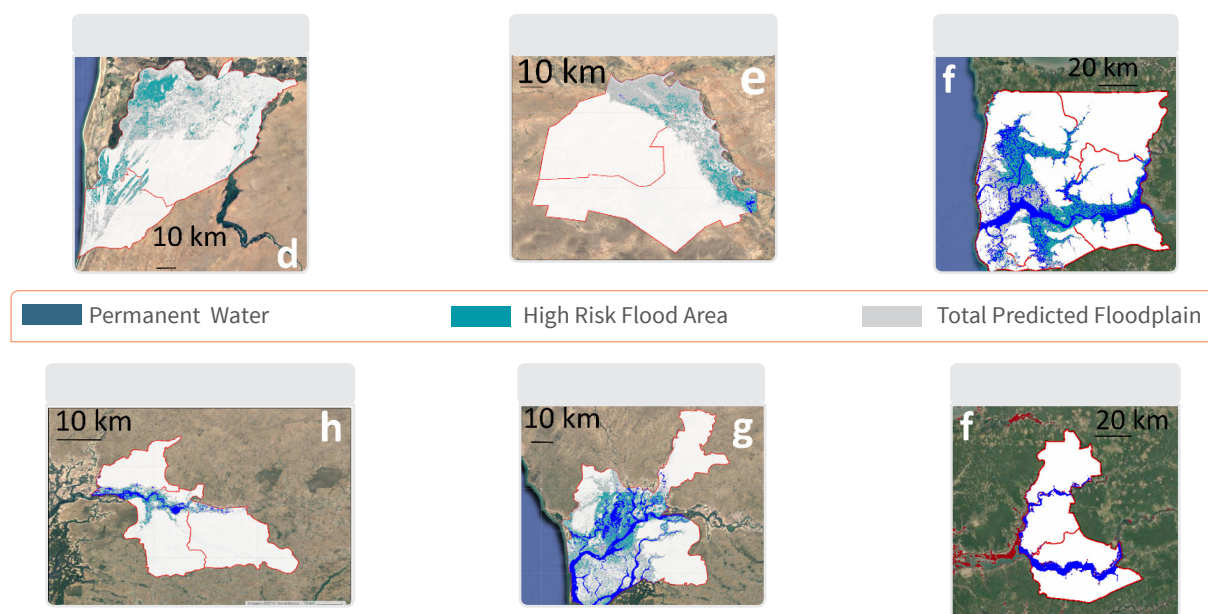 10 km
d
10 km
e
20 km
f
Permanent Water
High Risk Flood Area
Total Predicted Floodplain
10 km
h
10 km
g
f
20 km